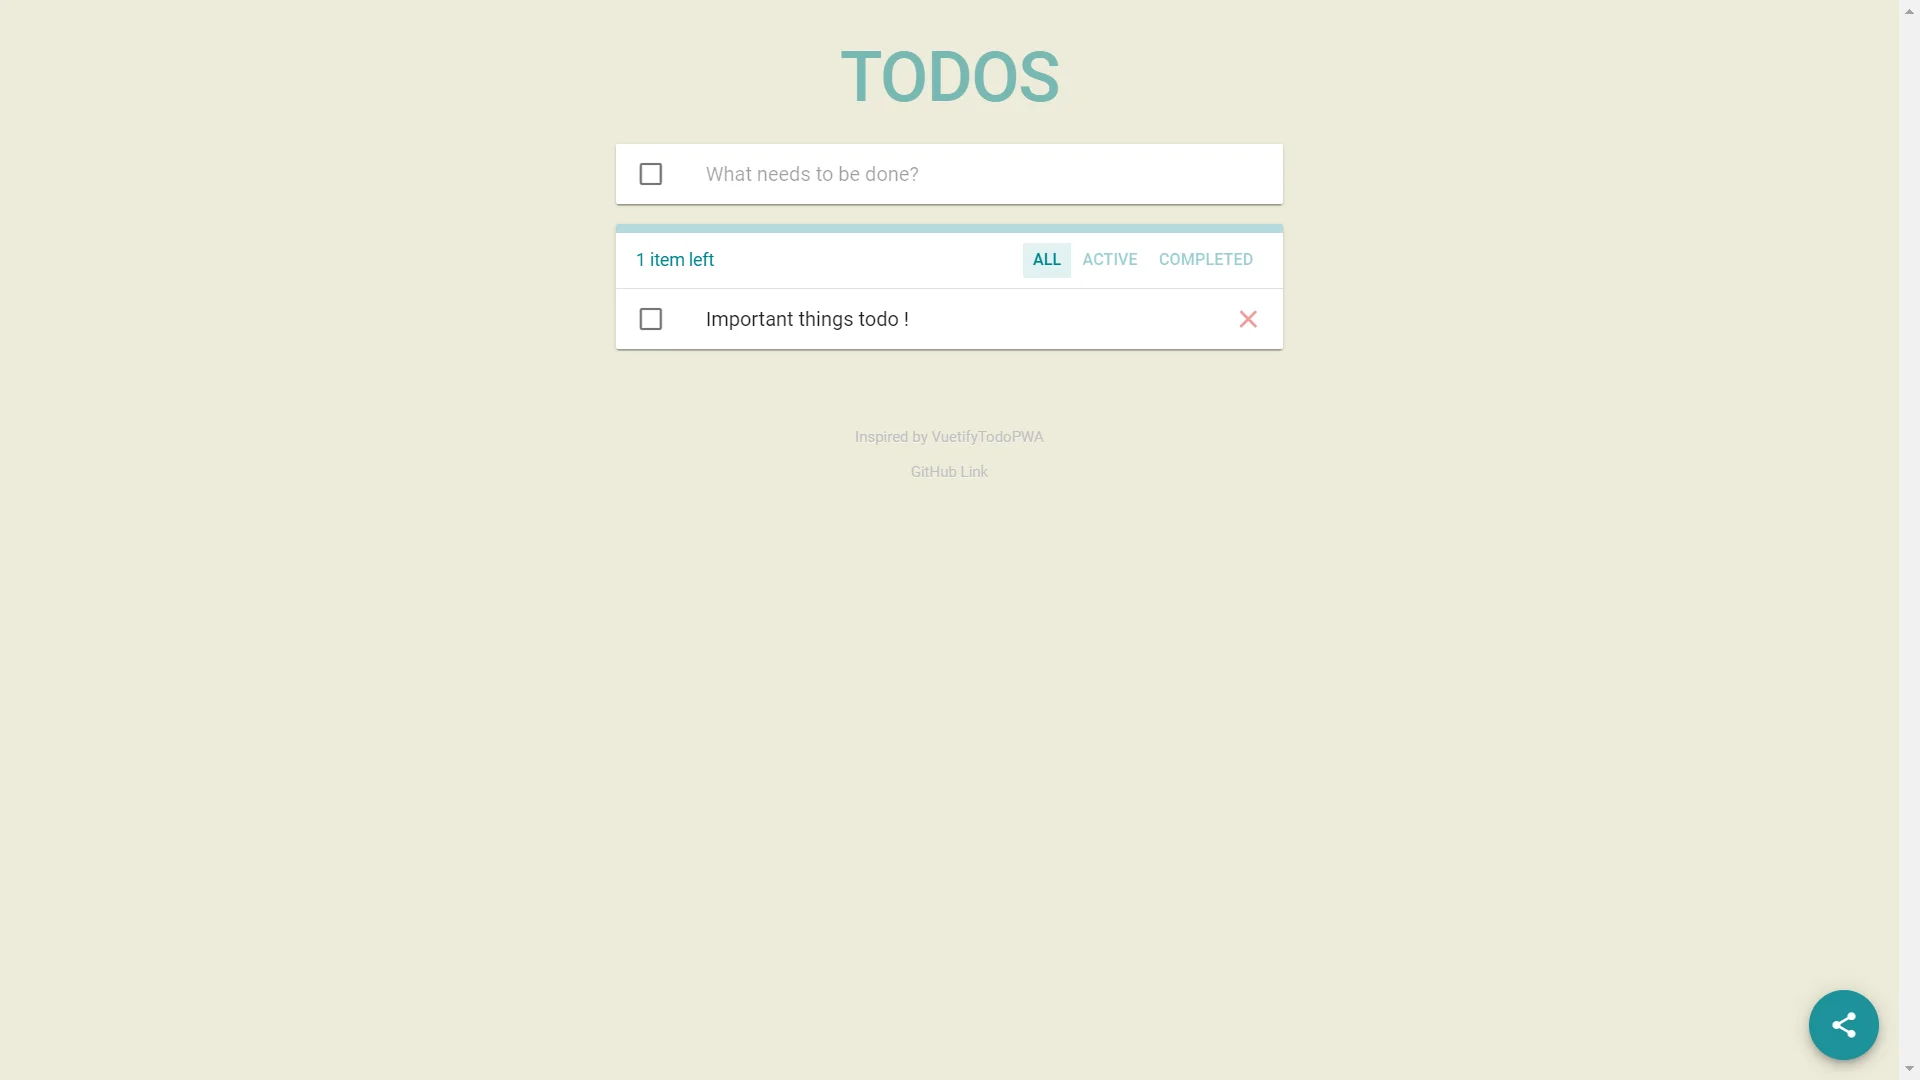 TODOS
What needs to be done?
1 item left
ALL ACTIVE COMPLETED
Important things todo !
Inspired by VuetifyTodoPWA
GitHub Link